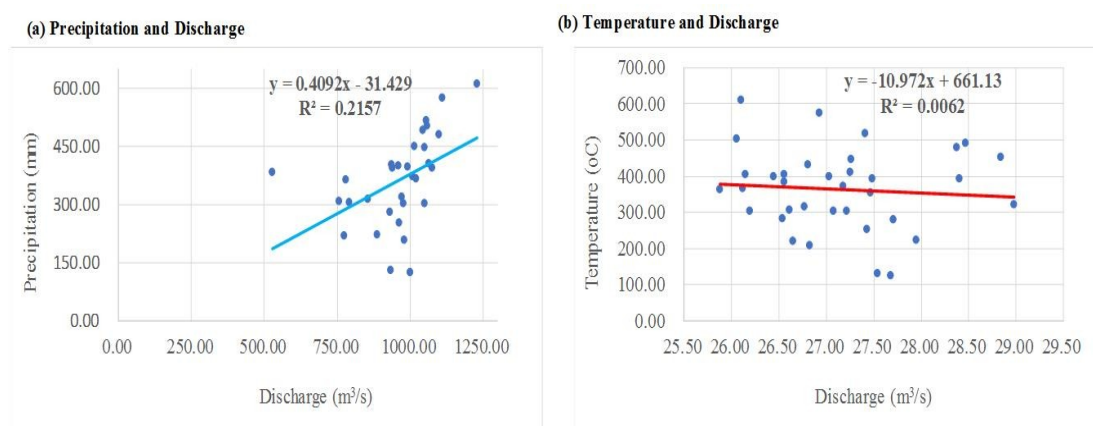 (a) Precipitation and Discharge
y = 0.4092x - 31.429
R² = 0.2157
Precipitation (mm)
600.00
450.00
300.00
150.00
0.00
0.00 250.00 500.00 750.00 1000.00 1250.00
Discharge (m³/s)
(b) Temperature and Discharge
y = -10.972x + 661.13
R² = 0.0062
Temperature (oC)
700.00
600.00
500.00
400.00
300.00
200.00
100.00
0.00
25.50 26.00 26.50 27.00 27.50 28.00 28.50 29.00 29.50
Discharge (m³/s)